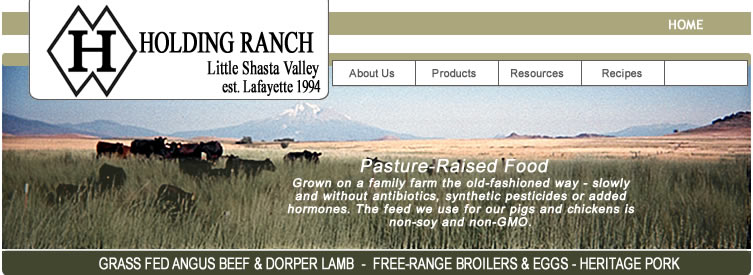 HOME
H
HOLDING RANCH
Little Shasta Valley
est. Lafayette 1994
About Us
Products
Resources
Recipes
Pasture-Raised Food
Grown on a family farm the old-fashioned way - slowly
and without antibiotics, synthetic pesticides or added
hormones. The feed we use for our pigs and chickens is
non-soy and non-GMO.
GRASS FED ANGUS BEEF & DORPER LAMB - FREE-RANGE BROILERS & EGGS - HERITAGE PORK